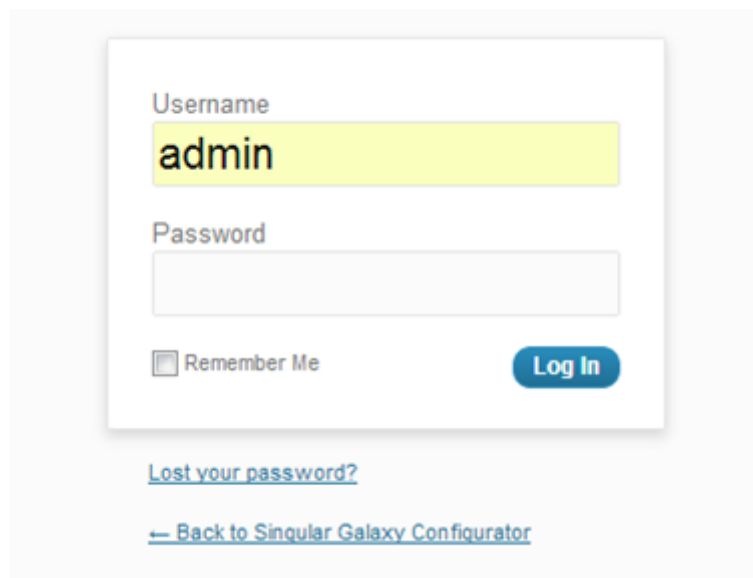 Username
admin
Password
Remember Me
Log In
Lost your password?
← Back to Singular Galaxy Configurator